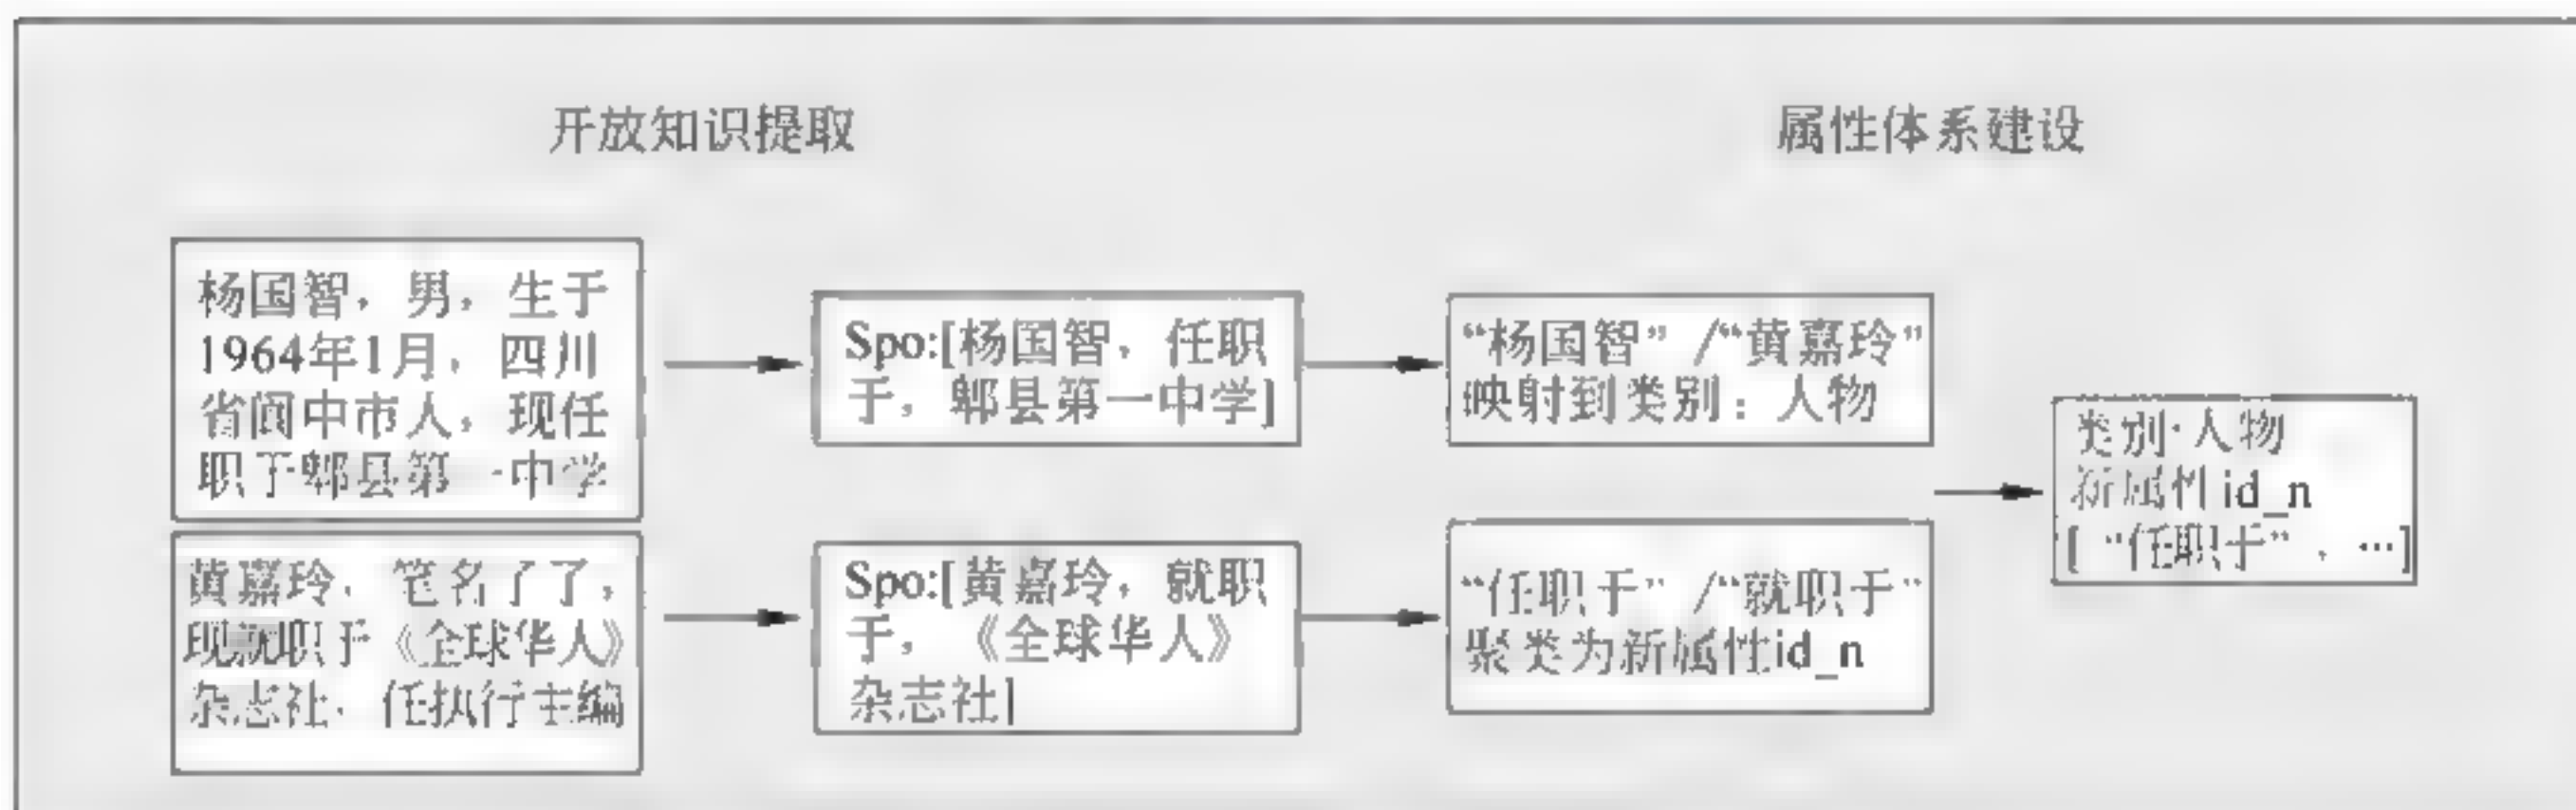 开放知识提取
属性体系建设
杨国智，男，生于
1964年1月，四川
省阆中市人，现任
职于郫县第一中学
黄嘉玲，笔名了了，
现就职于《全球华人》
杂志社，任执行主编
Spo:[杨国智，任职
于，郫县第一中学]
Spo:[黄嘉玲，就职
于，《全球华人》
杂志社]
“杨国智” /“黄嘉玲”
映射到类别：人物
“任职于” /“就职于”
聚类为新属性id_n
类别:人物
新属性id_n
[ “任职于”，…]